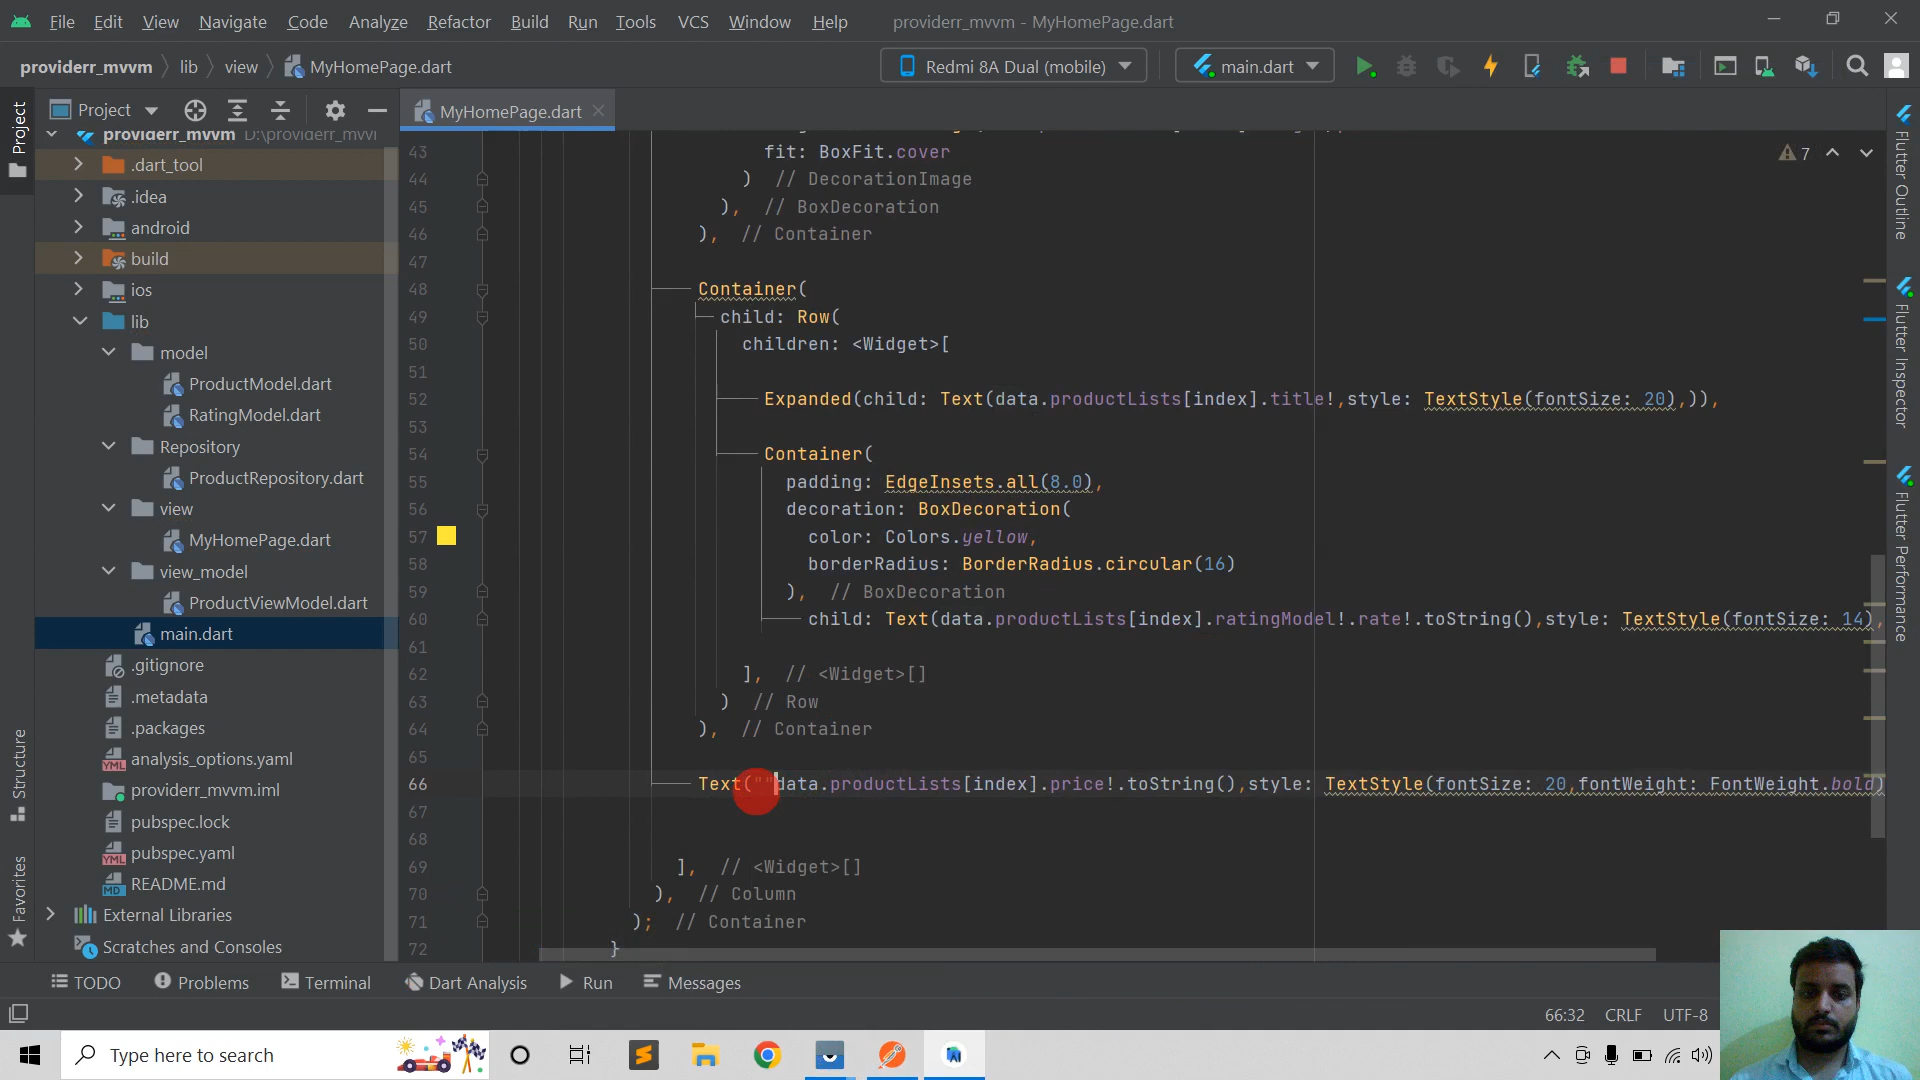 File Edit View Navigate Code Analyze Refactor Build Run Tools VCS Window Help providerr_mvvm - MyHomePage.dart
providerr_mvvm lib view MyHomePage.dart Redmi 8A Dual (mobile) main.dart
Project MyHomePage.dart
Project
providerr_mvvm D:\providerr_mvvi
.dart_tool
.idea
android
build
ios
lib
model
ProductModel.dart
RatingModel.dart
Repository
ProductRepository.dart
view
MyHomePage.dart
view_model
ProductViewModel.dart
main.dart
.gitignore
.metadata
.packages
analysis_options.yaml
providerr_mvvm.iml
pubspec.lock
pubspec.yaml
README.md
External Libraries
Scratches and Consoles
Structure
Favorites
7
43 fit: BoxFit.cover
44 ) // DecorationImage
45 ), // BoxDecoration
46 ), // Container
47
48 Container(
49 child: Row(
50 children: <Widget>[
51
52 Expanded(child: Text(data.productLists[index].title!,style: TextStyle(fontSize: 20),)),
53
54 Container(
55 padding: EdgeInsets.all(8.0),
56 decoration: BoxDecoration(
57 color: Colors.yellow,
58 borderRadius: BorderRadius.circular(16)
59 ), // BoxDecoration
60 child: Text(data.productLists[index].ratingModel!.rate!.toString(),style: TextStyle(fontSize: 14),
61
62 ], // <Widget>[]
63 ) // Row
64 ), // Container
65
66 Text(""data.productLists[index].price!.toString(),style: TextStyle(fontSize: 20,fontWeight: FontWeight.bold)
67
68
69 ], // <Widget>[]
70 ), // Column
71 ); // Container
72 }
Flutter Outline
Flutter Inspector
Flutter Performance
TODO Problems Terminal Dart Analysis Run Messages
66:32 CRLF UTF-8
Type here to search